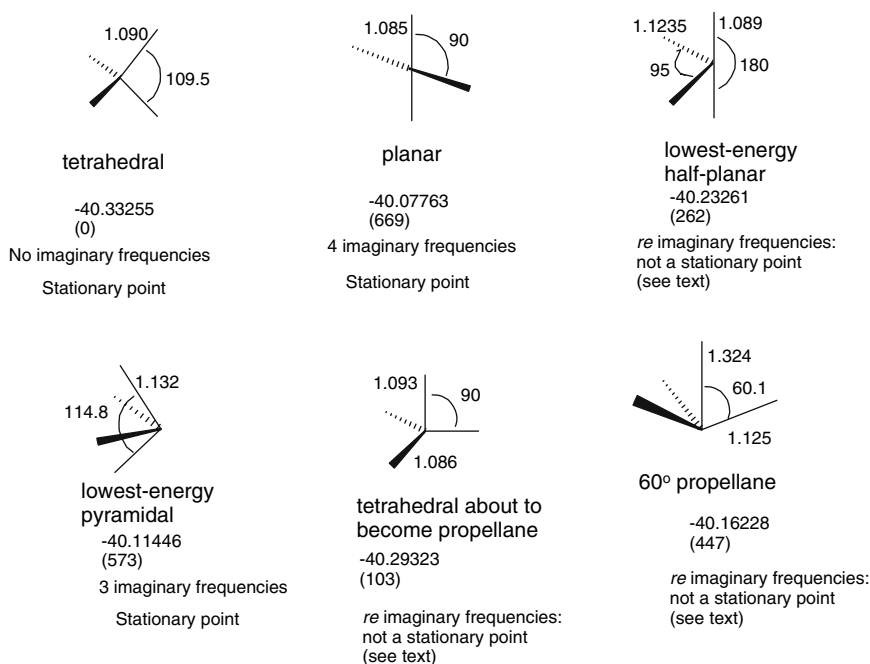 1.090
109.5
tetrahedral
-40.33255
(0)
No imaginary frequencies
Stationary point
1.085
90
planar
-40.07763
(669)
4 imaginary frequencies
Stationary point
1.1235
1.089
95
180
lowest-energy
half-planar
-40.23261
(262)
re imaginary frequencies:
not a stationary point
(see text)
1.132
114.8
lowest-energy
pyramidal
-40.11446
(573)
3 imaginary frequencies
Stationary point
1.093
90
1.086
tetrahedral about to
become propellane
-40.29323
(103)
re imaginary frequencies:
not a stationary point
(see text)
1.324
60.1
1.125
60º propellane
-40.16228
(447)
re imaginary frequencies:
not a stationary point
(see text)